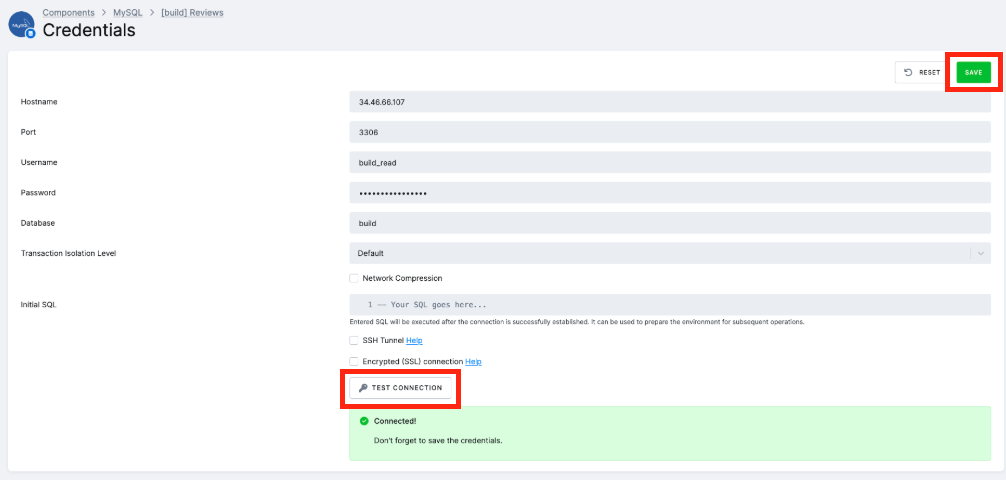 Components > MySQL > [build] Reviews
MySQL
Credentials
RESET
SAVE
Hostname
34.46.66.107
Port
3306
Username
build_read
Password
••••••••••••••••
Database
build
Transaction Isolation Level
Default
Network Compression
Initial SQL
1 -- Your SQL goes here...
Entered SQL will be executed after the connection is successfully established. It can be used to prepare the environment for subsequent operations.
SSH Tunnel Help
Encrypted (SSL) connection Help
TEST CONNECTION
Connected!
Don't forget to save the credentials.